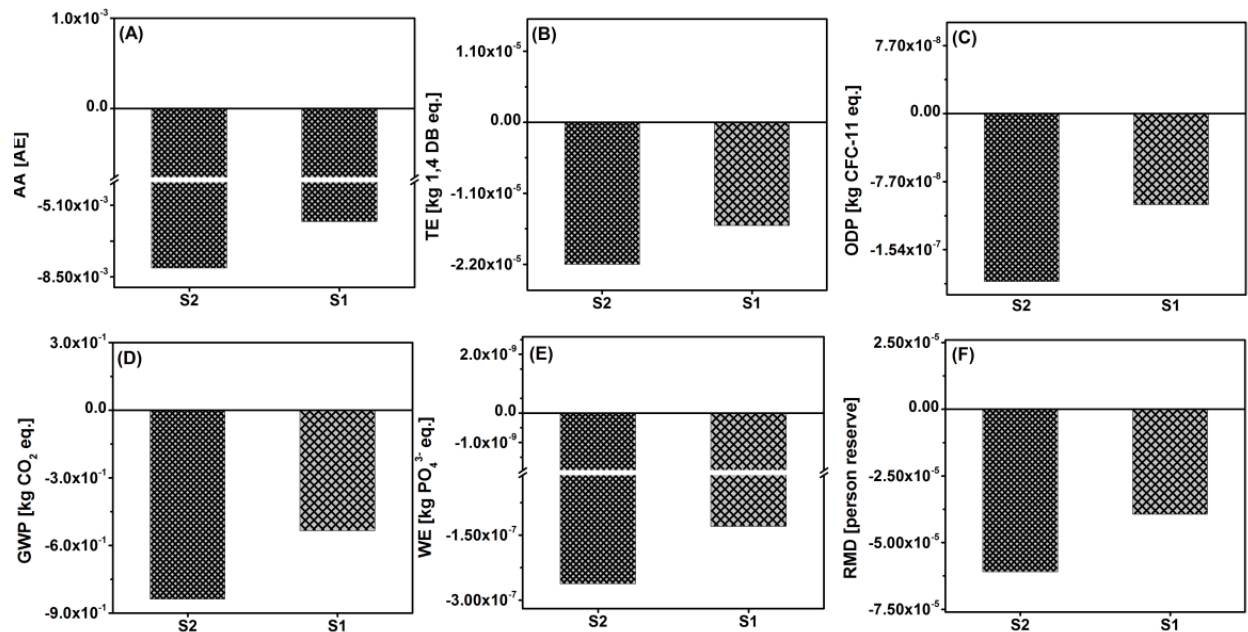 (A)
1.0x10⁻³
0.0
-5.10x10⁻³
-8.50x10⁻³
AA [AE]
S2 S1
(B)
1.10x10⁻⁵
0.00
-1.10x10⁻⁵
-2.20x10⁻⁵
TE [kg 1,4 DB eq.]
S2 S1
(C)
7.70x10⁻⁸
0.00
-7.70x10⁻⁸
-1.54x10⁻⁷
ODP [kg CFC-11 eq.]
S2 S1
(D)
3.0x10⁻¹
0.0
-3.0x10⁻¹
-6.0x10⁻¹
-9.0x10⁻¹
GWP [kg CO₂ eq.]
S2 S1
(E)
2.0x10⁻⁹
0.0
-1.0x10⁻⁹
-1.50x10⁻⁷
-3.00x10⁻⁷
WE [kg PO₄³⁻ eq.]
S2 S1
(F)
2.50x10⁻⁵
0.00
-2.50x10⁻⁵
-5.00x10⁻⁵
-7.50x10⁻⁵
RMD [person reserve]
S2 S1